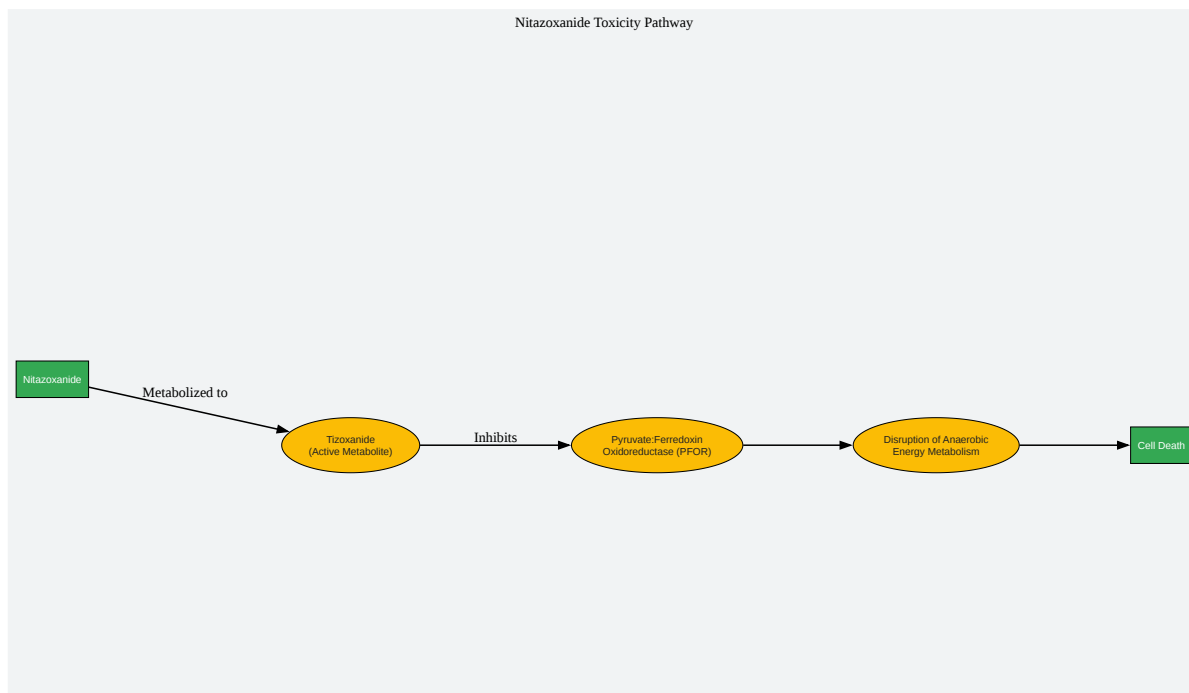 Nitazoxanide Toxicity Pathway
Nitazoxanide
Metabolized to
Tizoxanide
(Active Metabolite)
Inhibits
Pyruvate:Ferredoxin
Oxidoreductase (PFOR)
Disruption of Anaerobic
Energy Metabolism
Cell Death